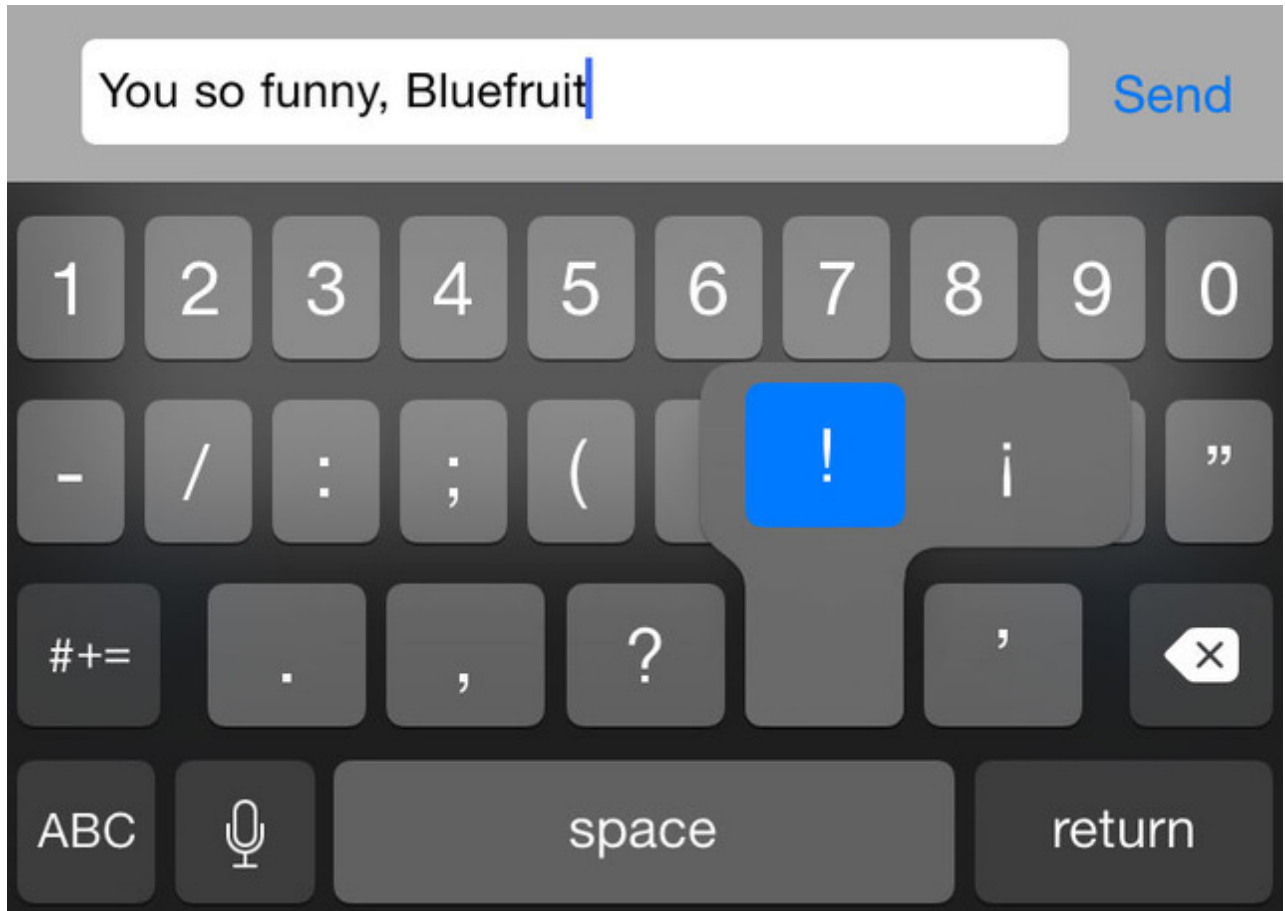 You so funny, Bluefruit
Send
1 2 3 4 5 6 7 8 9 0
- / : ; ( ! ¡ ”
#+= . , ? ’
ABC space return